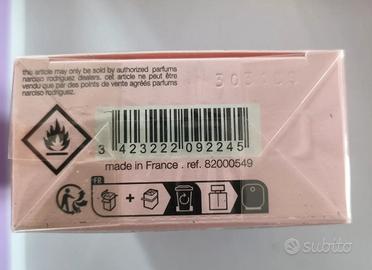 this article may only be sold by authorized parfums
narciso rodriguez dealers. cet article ne peut être
vendu que par des points de vente agréés parfums
narciso rodriguez.
3 423222 092245
made in France . ref. 82000549
FR
+
subito